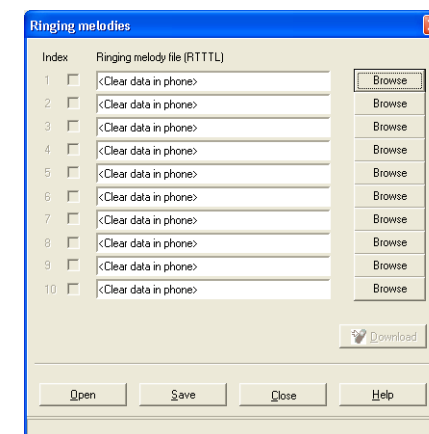 Ringing melodies
Index Ringing melody file (RTTTL)
1 <Clear data in phone> Browse
2 <Clear data in phone> Browse
3 <Clear data in phone> Browse
4 <Clear data in phone> Browse
5 <Clear data in phone> Browse
6 <Clear data in phone> Browse
7 <Clear data in phone> Browse
8 <Clear data in phone> Browse
9 <Clear data in phone> Browse
10 <Clear data in phone> Browse
Download
Open Save Close Help